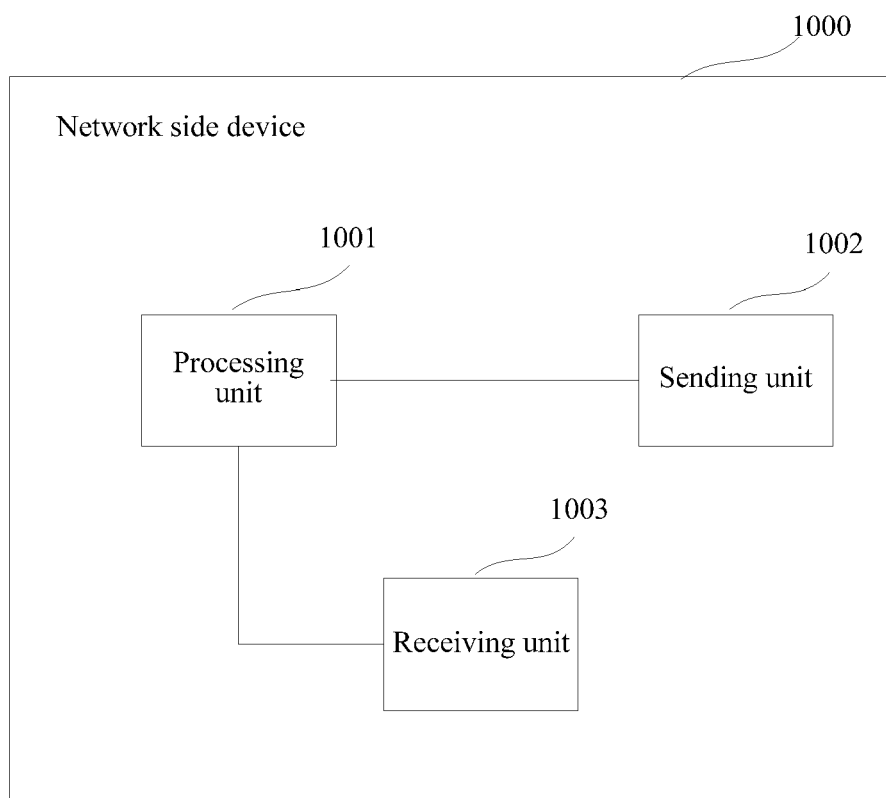 1000
Network side device
1001
1002
Processing
unit
Sending unit
1003
Receiving unit